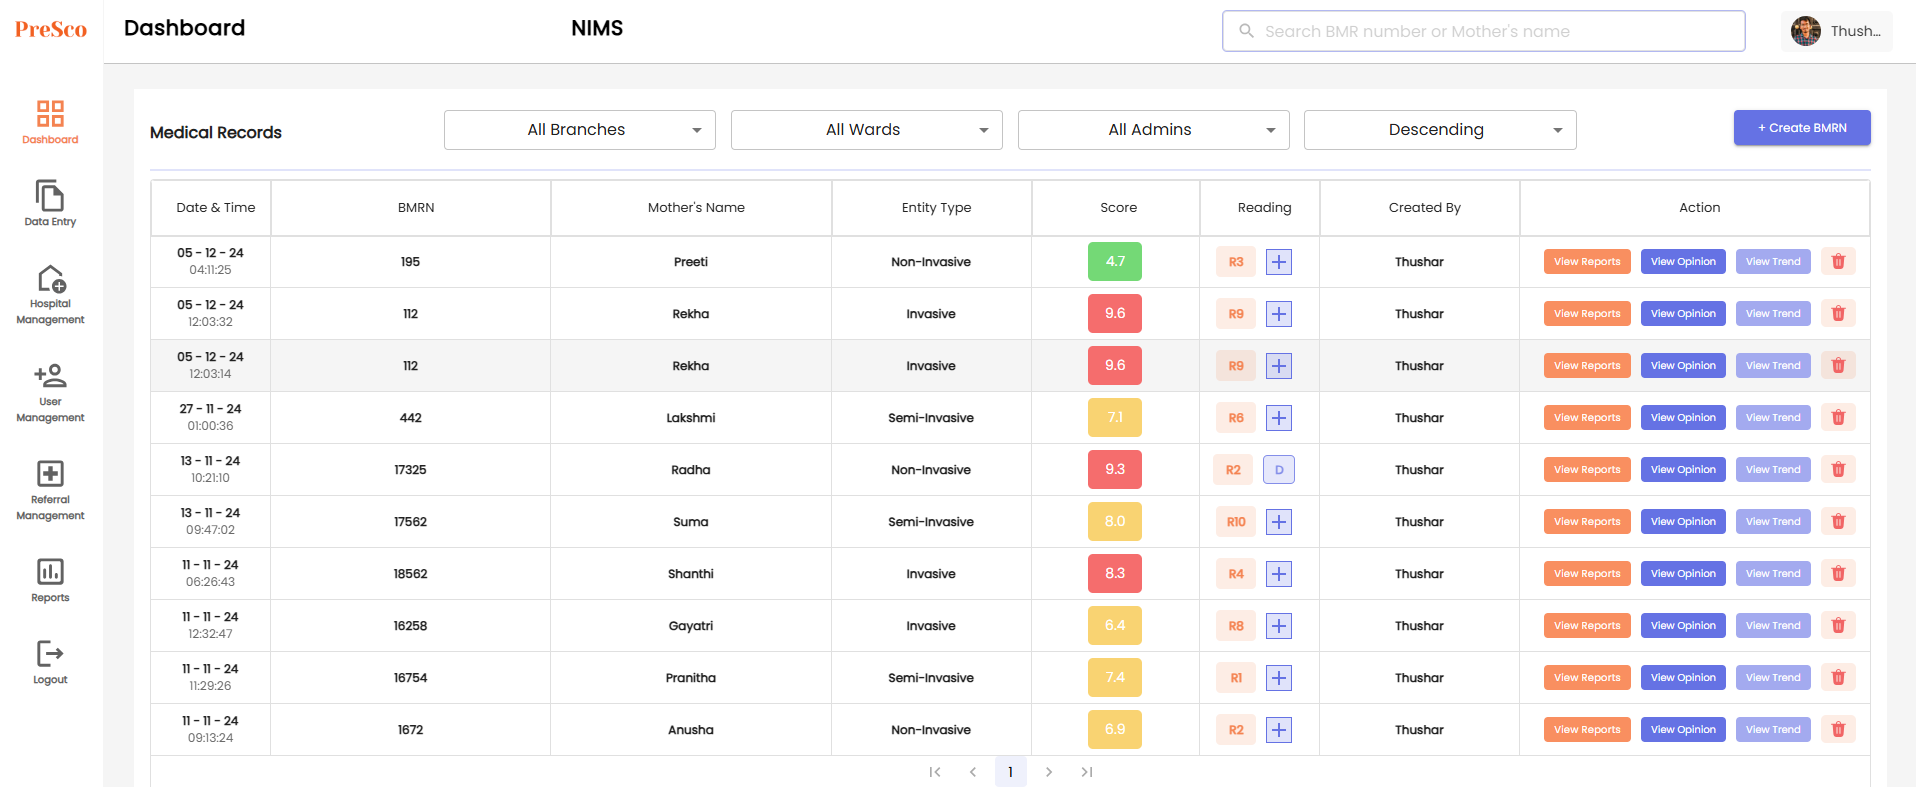 PreSco
Dashboard
NIMS
Search BMR number or Mother's name
Thush...
Dashboard
Data Entry
Hospital
Management
User
Management
Referral
Management
Reports
Logout
Medical Records
All Branches
All Wards
All Admins
Descending
+ Create BMRN
Date & Time BMRN Mother's Name Entity Type Score Reading Created By Action
05 - 12 - 24
04:11:25
195 Preeti Non-Invasive 4.7 R3 + Thushar View Reports View Opinion View Trend
05 - 12 - 24
12:03:32
112 Rekha Invasive 9.6 R9 + Thushar View Reports View Opinion View Trend
05 - 12 - 24
12:03:14
112 Rekha Invasive 9.6 R9 + Thushar View Reports View Opinion View Trend
27 - 11 - 24
01:00:36
442 Lakshmi Semi-Invasive 7.1 R6 + Thushar View Reports View Opinion View Trend
13 - 11 - 24
10:21:10
17325 Radha Non-Invasive 9.3 R2 D Thushar View Reports View Opinion View Trend
13 - 11 - 24
09:47:02
17562 Suma Semi-Invasive 8.0 R10 + Thushar View Reports View Opinion View Trend
11 - 11 - 24
06:26:43
18562 Shanthi Invasive 8.3 R4 + Thushar View Reports View Opinion View Trend
11 - 11 - 24
12:32:47
16258 Gayatri Invasive 6.4 R8 + Thushar View Reports View Opinion View Trend
11 - 11 - 24
11:29:26
16754 Pranitha Semi-Invasive 7.4 R1 + Thushar View Reports View Opinion View Trend
11 - 11 - 24
09:13:24
1672 Anusha Non-Invasive 6.9 R2 + Thushar View Reports View Opinion View Trend
1